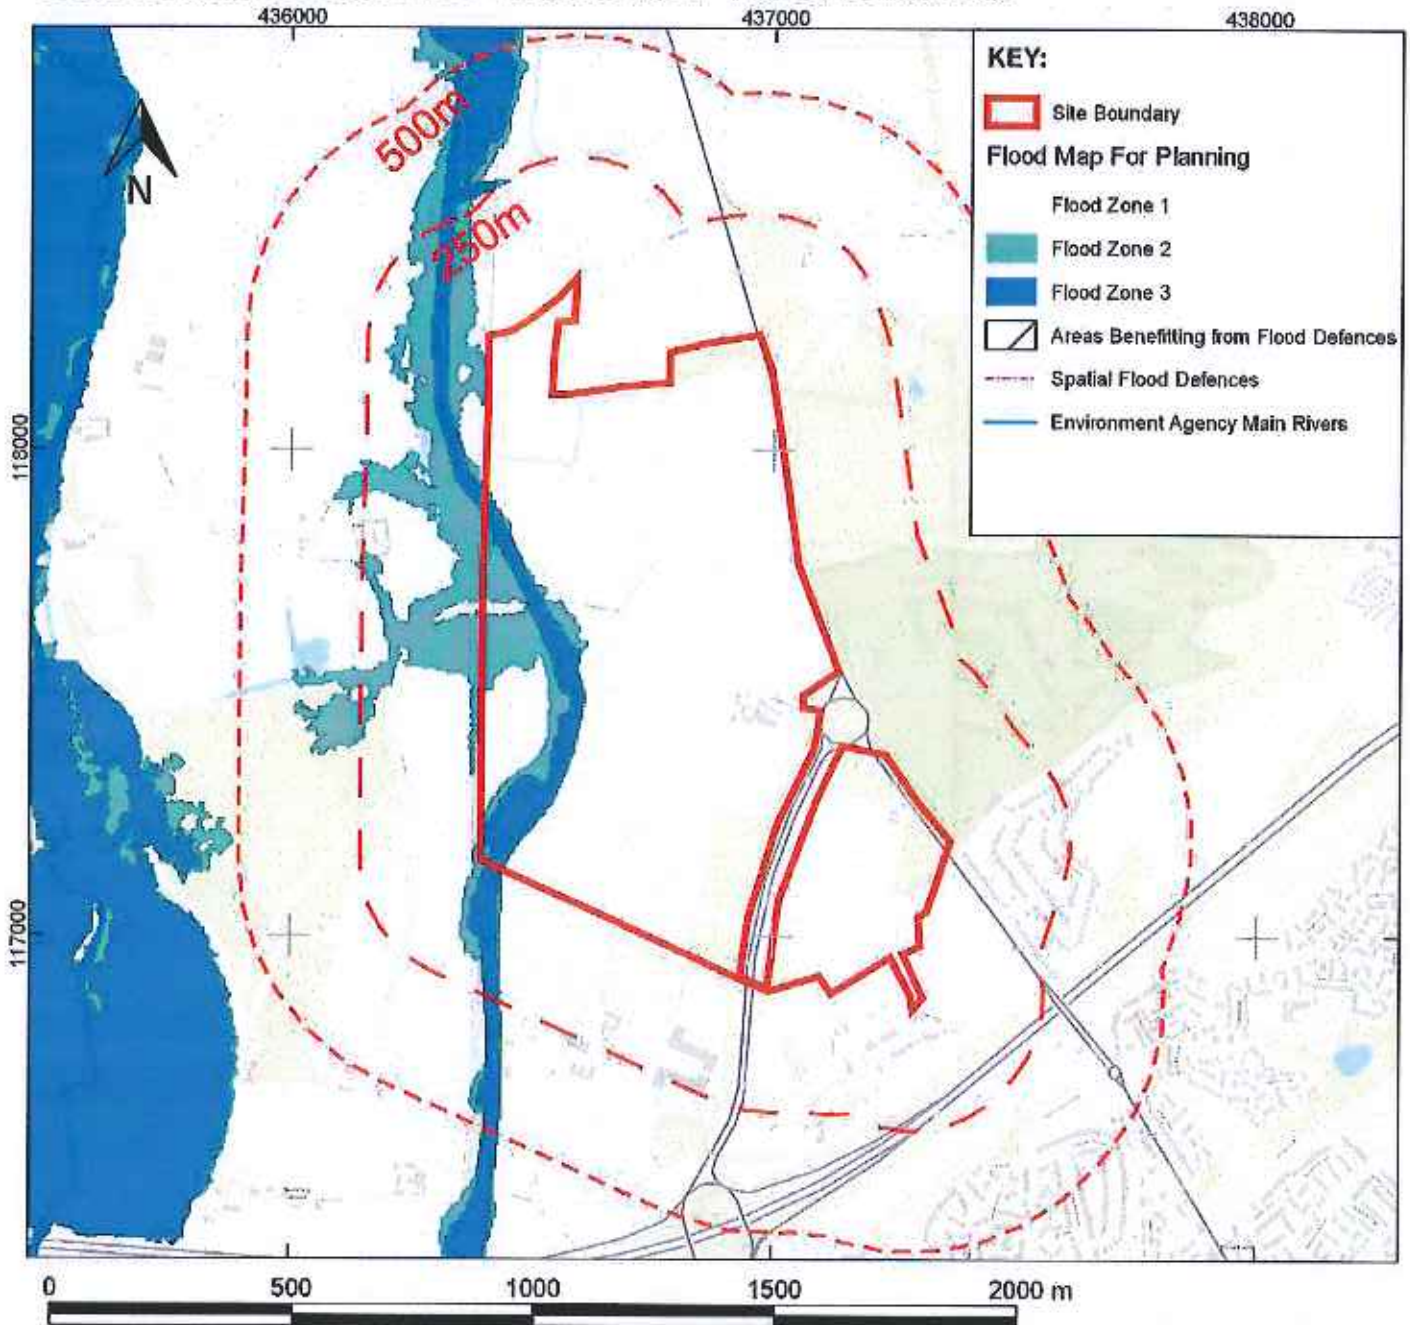 436000 437000 438000
KEY:
Site Boundary
Flood Map For Planning
Flood Zone 1
Flood Zone 2
Flood Zone 3
Areas Benefitting from Flood Defences
Spatial Flood Defences
Environment Agency Main Rivers
500m
250m
N
118000
117000
0 500 1000 1500 2000 m